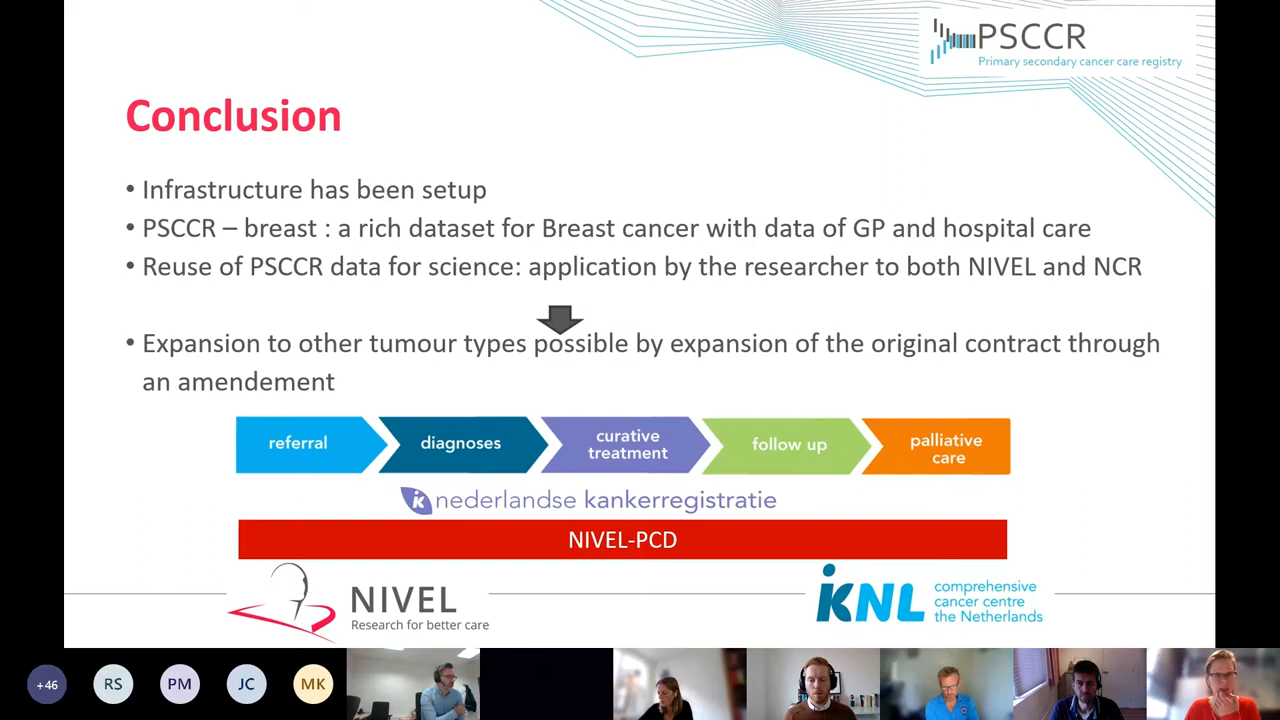 PSCCR
Primary secondary cancer care registry
Conclusion
• Infrastructure has been setup
• PSCCR – breast : a rich dataset for Breast cancer with data of GP and hospital care
• Reuse of PSCCR data for science: application by the researcher to both NIVEL and NCR
• Expansion to other tumour types possible by expansion of the original contract through
an amendement
referral
diagnoses
curative
treatment
follow up
palliative
care
nederlandse kankerregistratie
NIVEL-PCD
NIVEL
Research for better care
iKNL
comprehensive
cancer centre
the Netherlands
+46
RS
PM
JC
MK